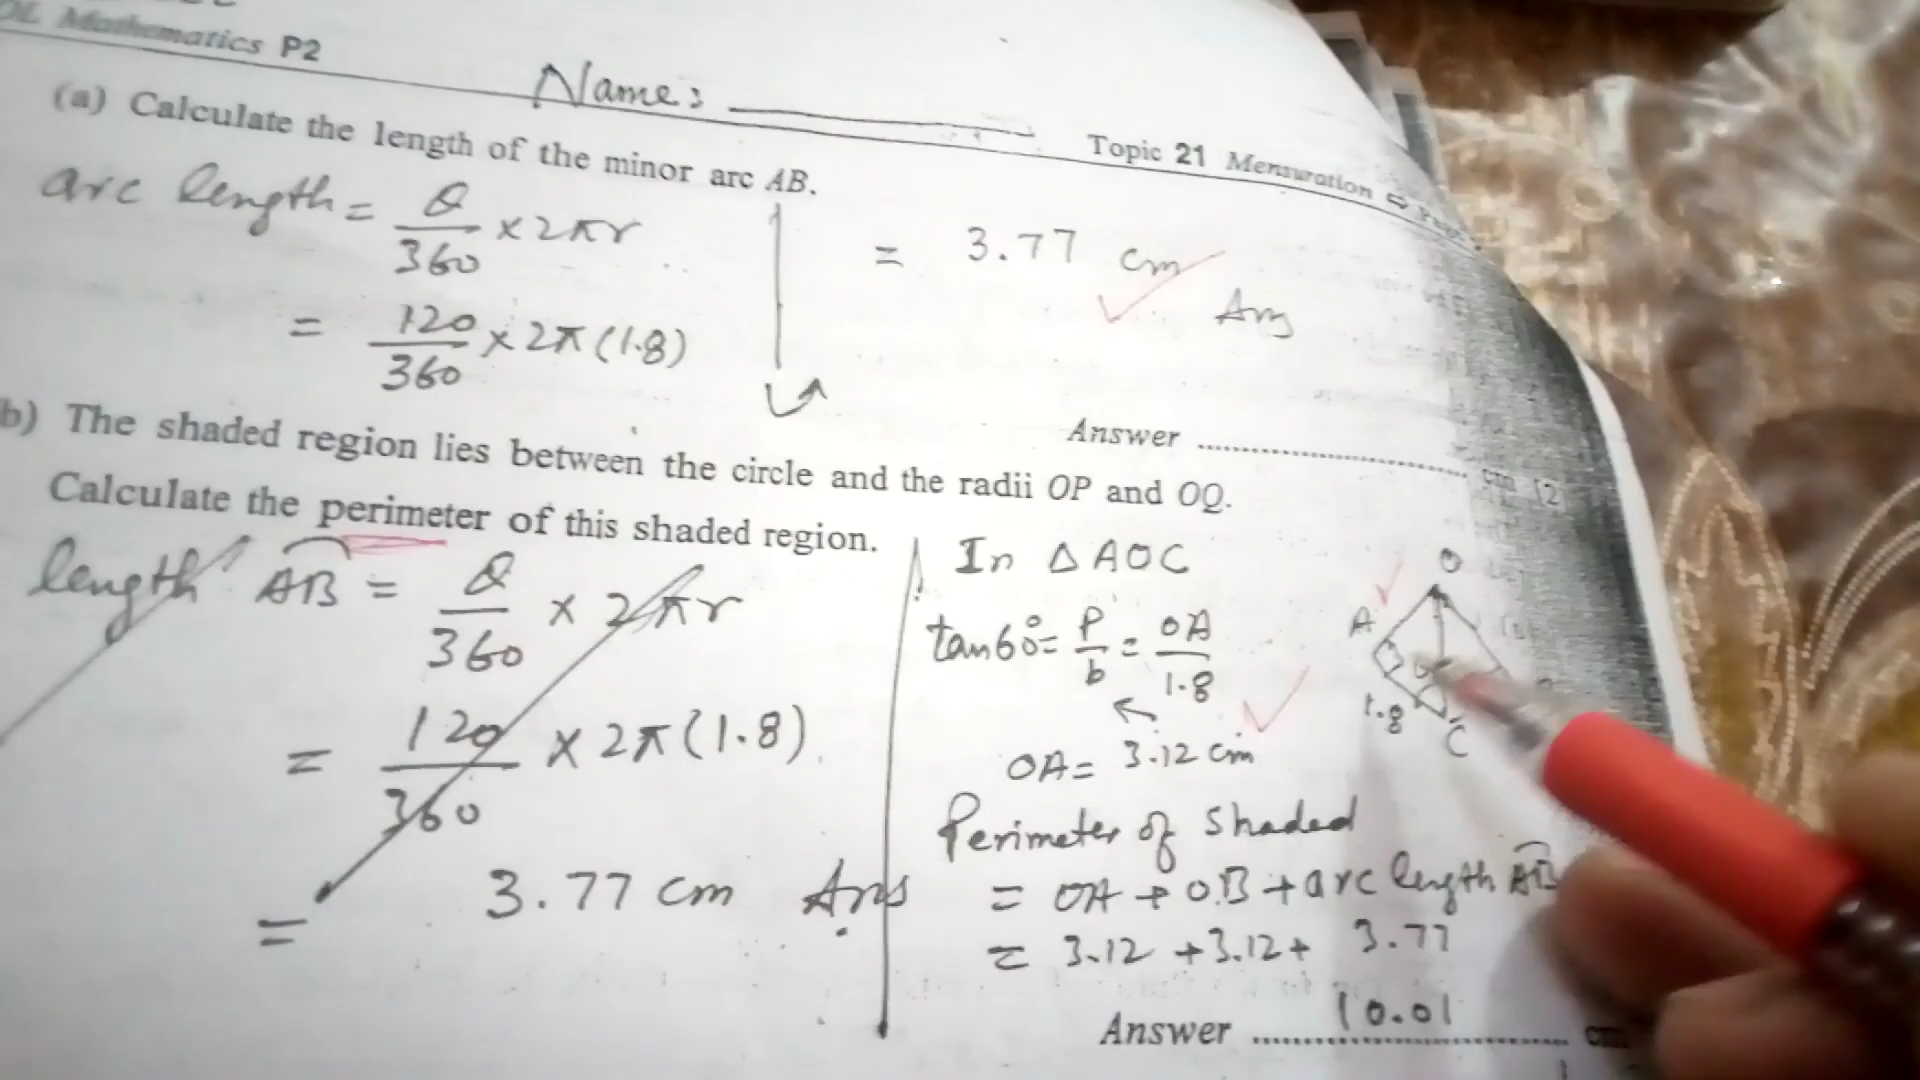 Mathematics P2
Name: ________
Topic 21 Mensuration ⇨
(a) Calculate the length of the minor arc AB.
arc length = θ/360 × 2πr
= 120/360 × 2π(1.8)
= 3.77 cm
Ans
Answer .............................. cm [2]
b) The shaded region lies between the circle and the radii OP and OQ.
Calculate the perimeter of this shaded region.
length AB = θ/360 × 2πr
= 120/360 × 2π(1.8)
= 3.77 cm Ans
In △AOC
tan60° = P/b = OA/1.8
OA = 3.12 cm
O
A
1.8
C
Perimeter of shaded
= OA + OB + arc length AB
= 3.12 + 3.12 + 3.77
Answer ........ 10.01 ........ cm